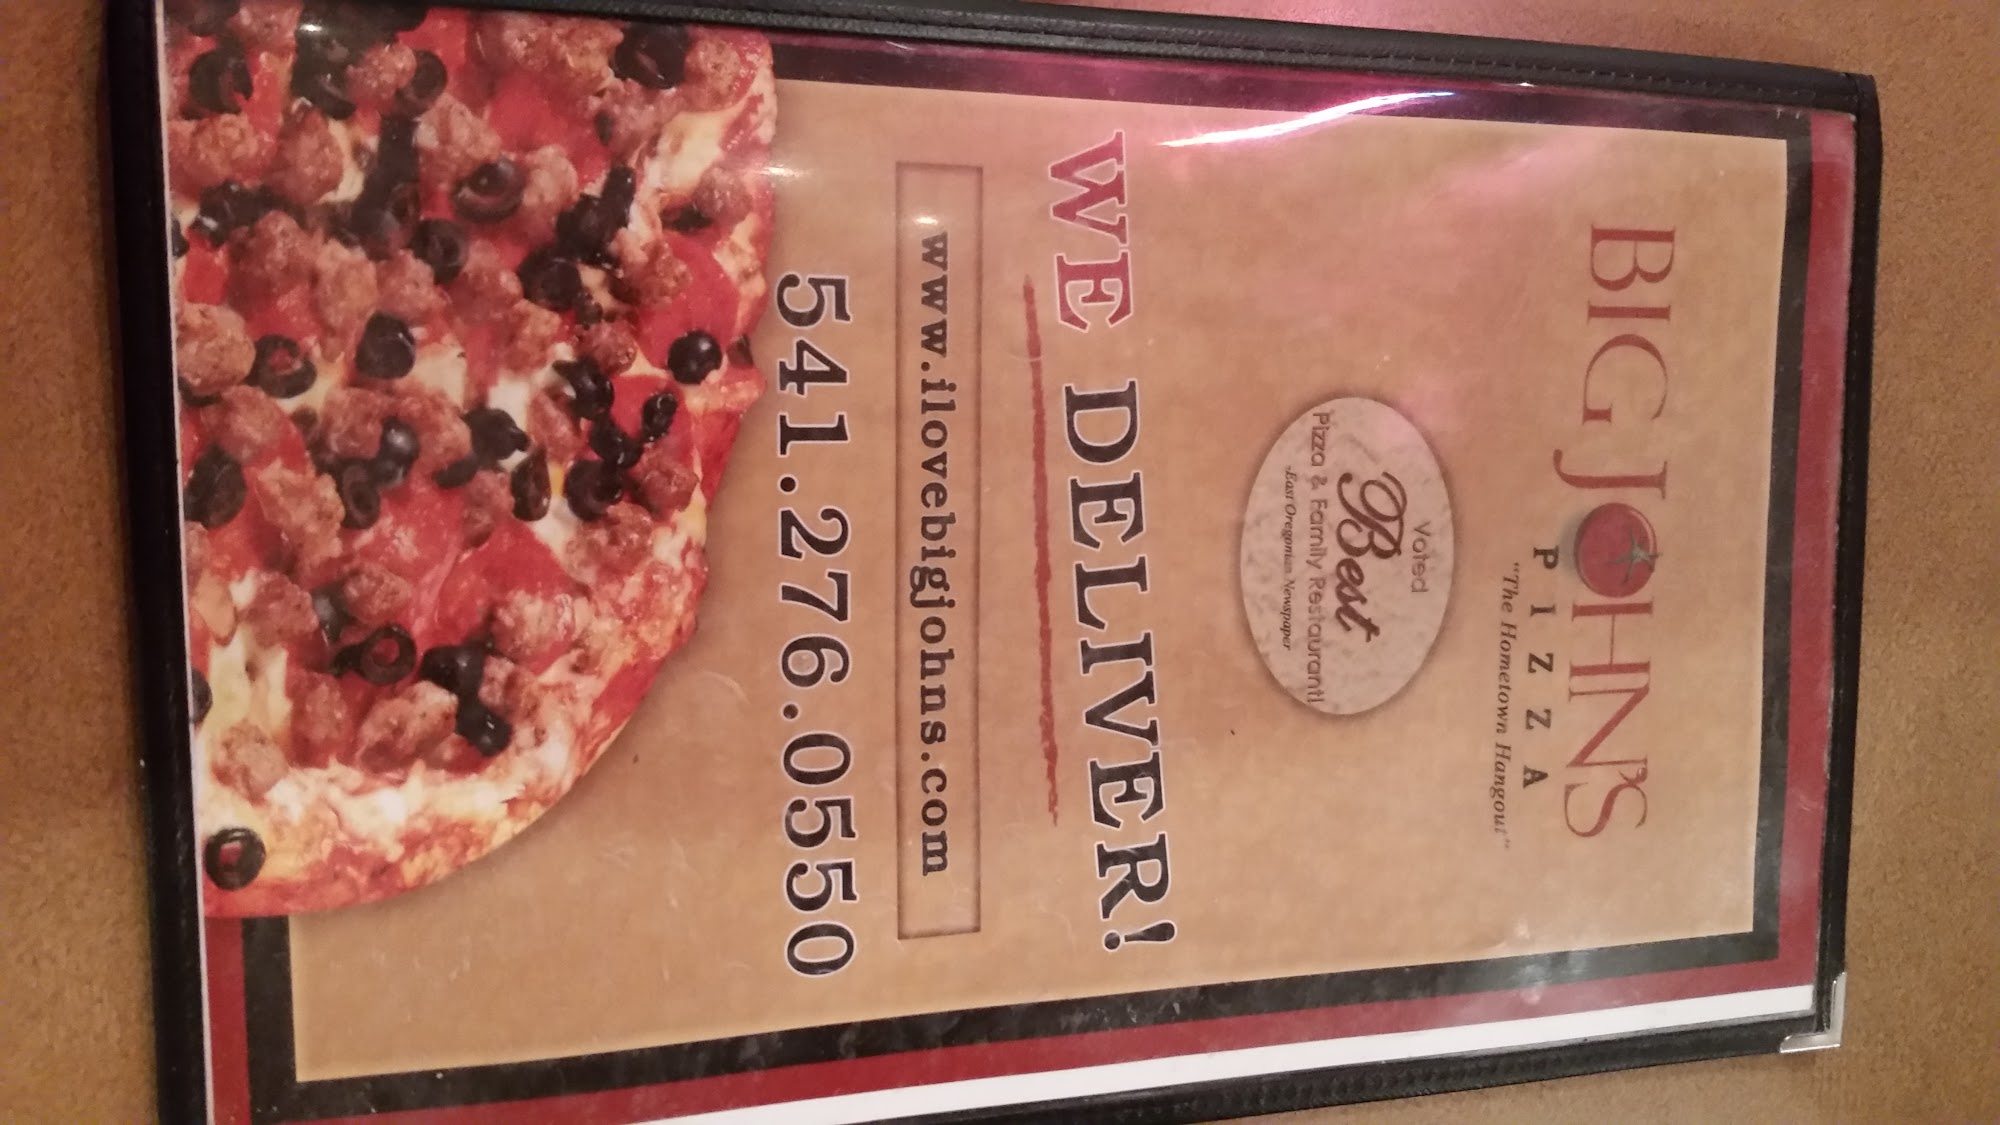 BIG JOHN'S
PIZZA
"The Hometown Hangout"
Voted
Best
Pizza & Family Restaurant!
East Oregonian Newspaper
WE DELIVER!
www.ilovebigjohns.com
541.276.0550